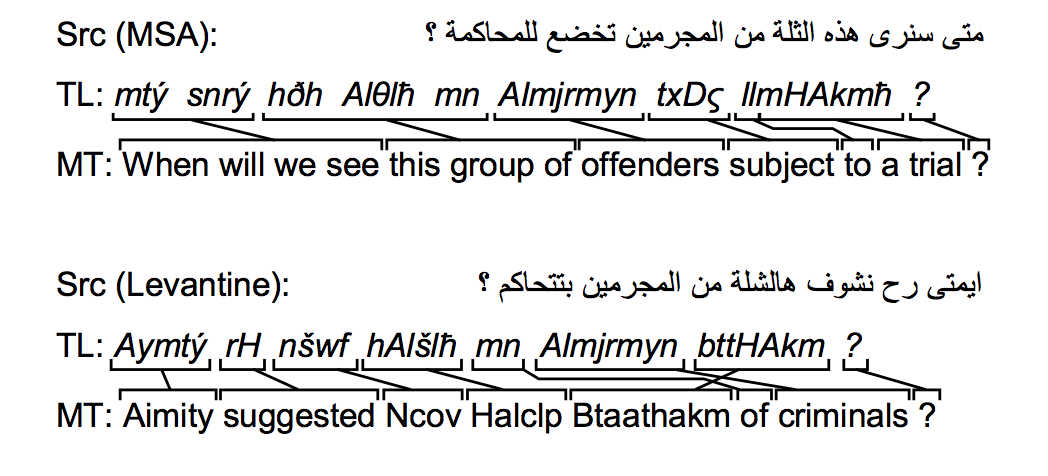 Src (MSA): متى سنرى هذه الثلة من المجرمين تخضع للمحاكمة ؟
TL: mtý snrý hðh Alθlħ mn Almjrmyn txDς llmHAkmħ ?
MT: When will we see this group of offenders subject to a trial ?
Src (Levantine): ايمتى رح نشوف هالشلة من المجرمين بتتحاكم ؟
TL: Aymtý rH nšwf hAlšlħ mn Almjrmyn bttHAkm ?
MT: Aimity suggested Ncov Halclp Btaathakm of criminals ?